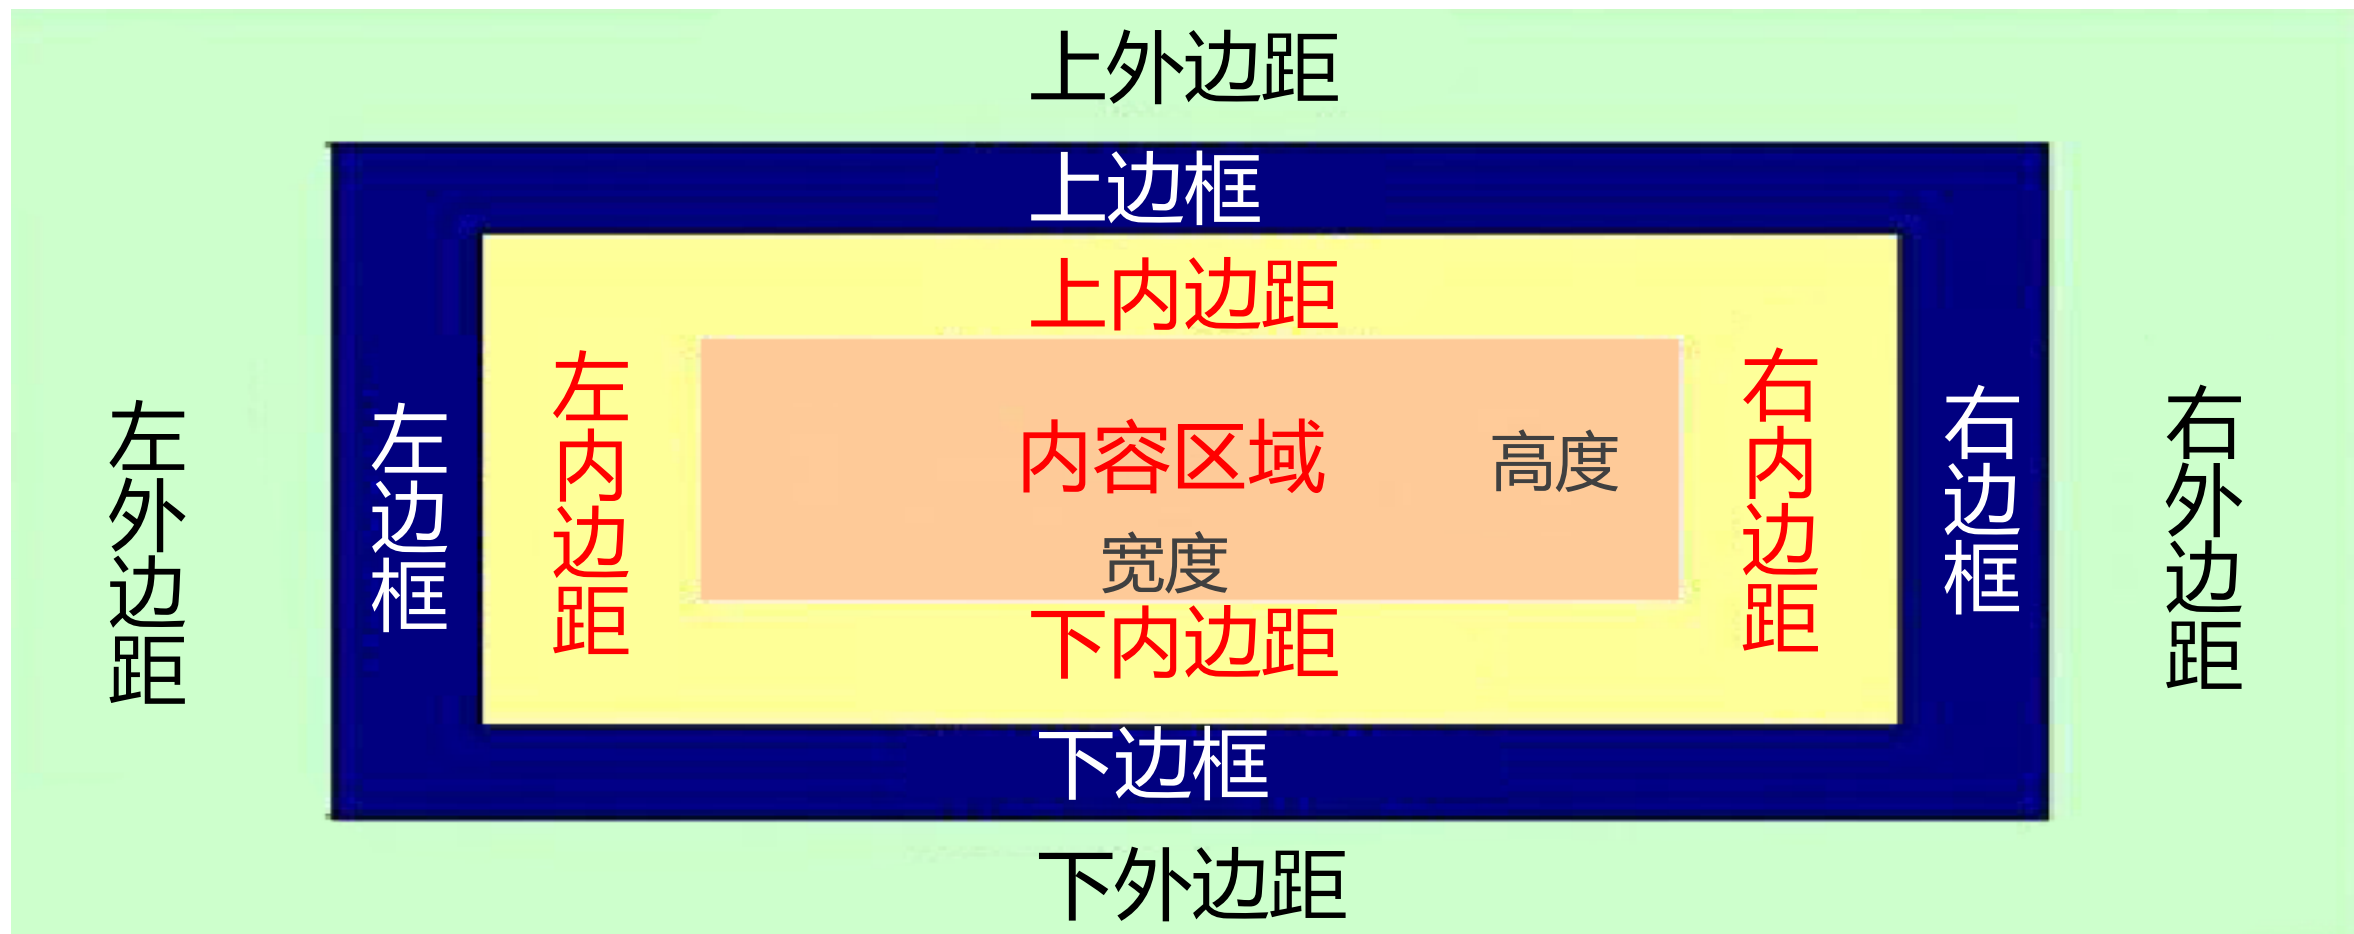 上外边距
上边框
上内边距
左外边距
左边框
左内边距
内容区域
高度
宽度
右内边距
右边框
右外边距
下内边距
下边框
下外边距